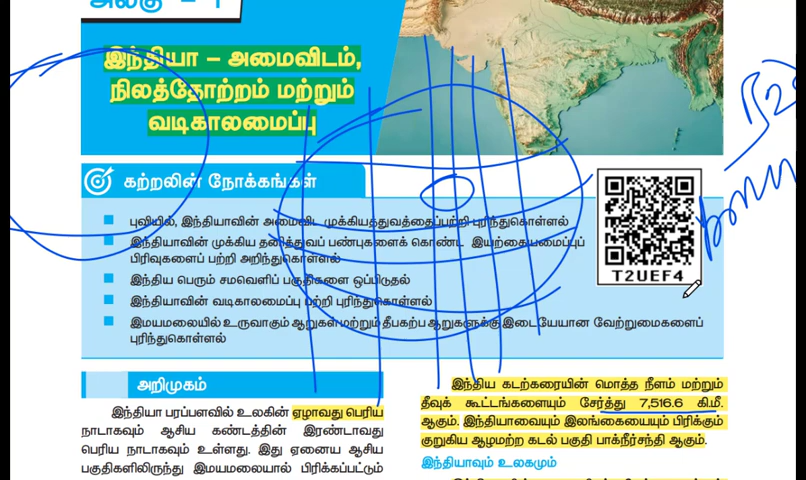 அலகு - 1
இந்தியா – அமைவிடம்,
நிலத்தோற்றம் மற்றும்
வடிகாலமைப்பு
கற்றலின் நோக்கங்கள்
புவியில், இந்தியாவின் அமைவிட முக்கியத்துவத்தைப்பற்றி புரிந்துகொள்ளல்
இந்தியாவின் முக்கிய தனித்துவப் பண்புகளைக் கொண்ட இயற்கையமைப்புப்
பிரிவுகளைப் பற்றி அறிந்துகொள்ளல்
இந்திய பெரும் சமவெளிப் பகுதிகளை ஒப்பிடுதல்
இந்தியாவின் வடிகாலமைப்பு பற்றி புரிந்துகொள்ளல்
இமயமலையில் உருவாகும் ஆறுகள் மற்றும் தீபகற்ப ஆறுகளுக்கு இடையேயான வேற்றுமைகளைப்
புரிந்துகொள்ளல்
T2UEF4
அறிமுகம்
இந்தியா பரப்பளவில் உலகின் ஏழாவது பெரிய
நாடாகவும் ஆசிய கண்டத்தின் இரண்டாவது
பெரிய நாடாகவும் உள்ளது. இது ஏனைய ஆசிய
பகுதிகளிலிருந்து இமயமலையால் பிரிக்கப்பட்டும்
இந்திய கடற்கரையின் மொத்த நீளம் மற்றும்
தீவுக் கூட்டங்களையும் சேர்த்து 7,516.6 கி.மீ.
ஆகும். இந்தியாவையும் இலங்கையையும் பிரிக்கும்
குறுகிய ஆழமற்ற கடல் பகுதி பாக்நீர்சந்தி ஆகும்.
இந்தியாவும் உலகமும்